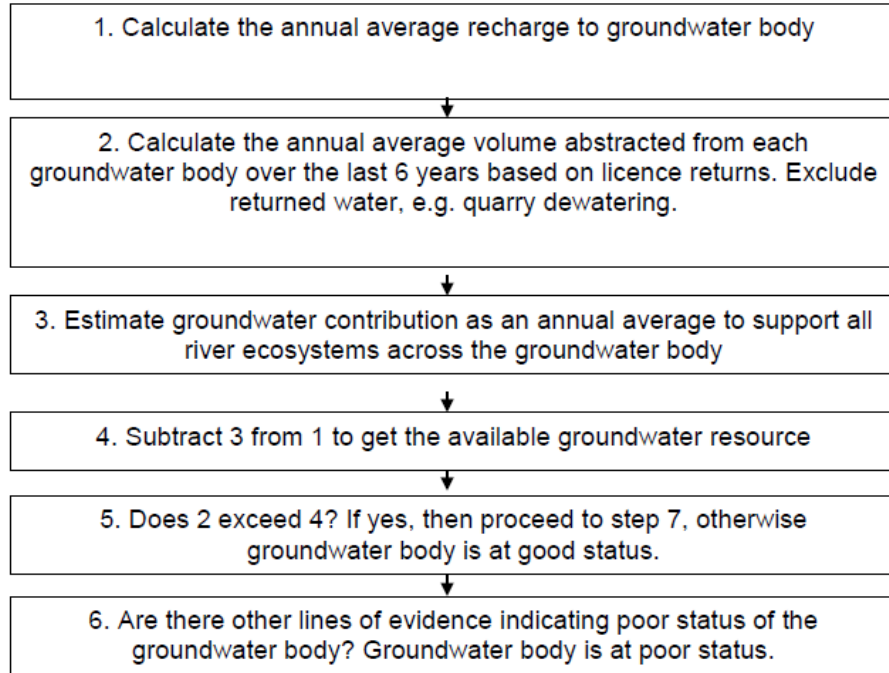 1. Calculate the annual average recharge to groundwater body
2. Calculate the annual average volume abstracted from each
groundwater body over the last 6 years based on licence returns. Exclude
returned water, e.g. quarry dewatering.
3. Estimate groundwater contribution as an annual average to support all
river ecosystems across the groundwater body
4. Subtract 3 from 1 to get the available groundwater resource
5. Does 2 exceed 4? If yes, then proceed to step 7, otherwise
groundwater body is at good status.
6. Are there other lines of evidence indicating poor status of the
groundwater body? Groundwater body is at poor status.